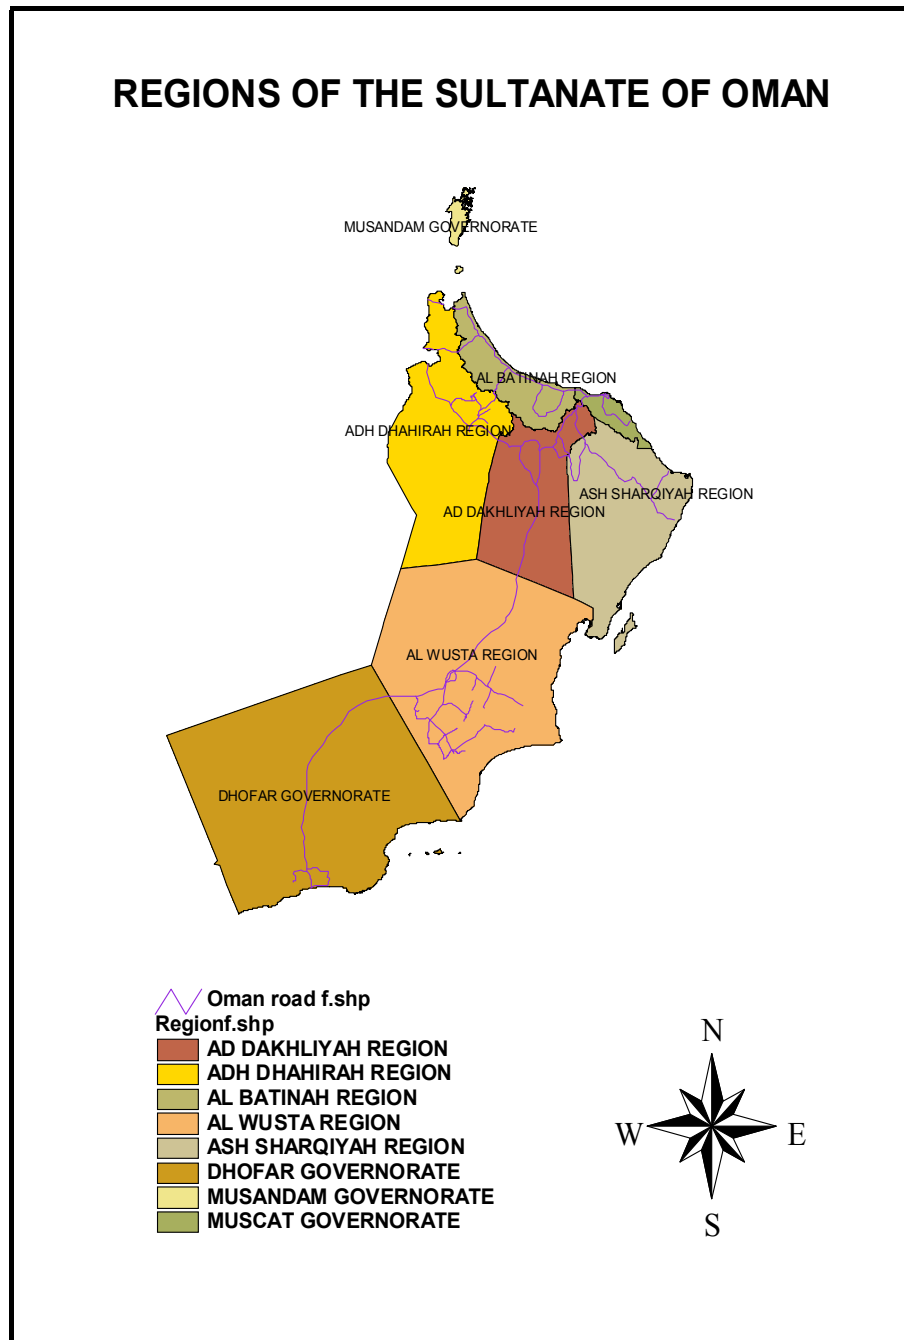 REGIONS OF THE SULTANATE OF OMAN
MUSANDAM GOVERNORATE
AL BATINAH REGION
ADH DHAHIRAH REGION
ASH SHARQIYAH REGION
AD DAKHLIYAH REGION
AL WUSTA REGION
DHOFAR GOVERNORATE
Oman road f.shp
Regionf.shp
AD DAKHLIYAH REGION
ADH DHAHIRAH REGION
AL BATINAH REGION
AL WUSTA REGION
ASH SHARQIYAH REGION
DHOFAR GOVERNORATE
MUSANDAM GOVERNORATE
MUSCAT GOVERNORATE
N
W E
S